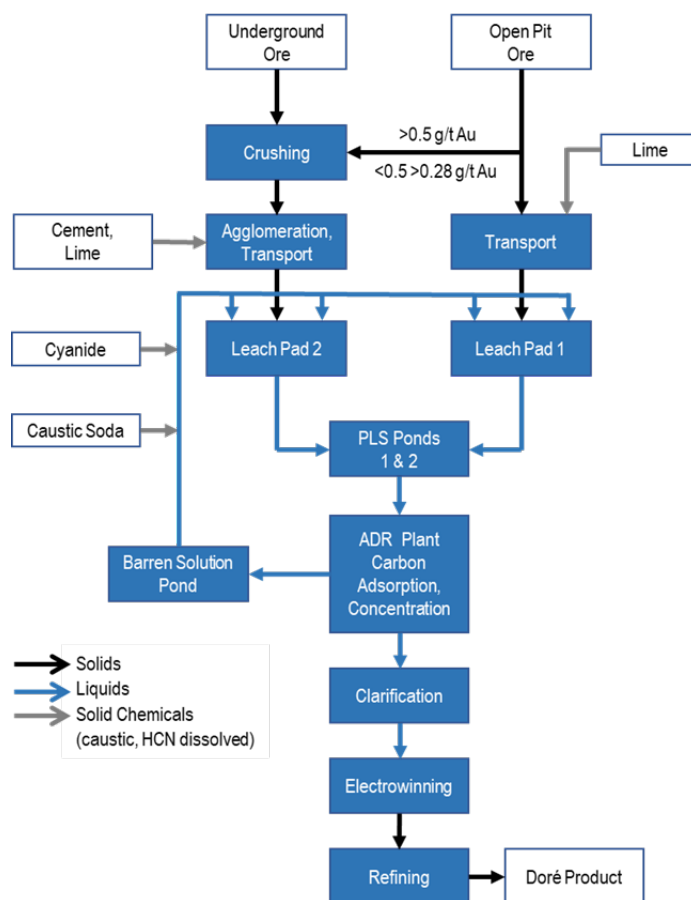 Underground
Ore
Open Pit
Ore
>0.5 g/t Au
Crushing
Lime
<0.5 >0.28 g/t Au
Cement,
Lime
Agglomeration,
Transport
Transport
Cyanide
Leach Pad 2
Leach Pad 1
Caustic Soda
PLS Ponds
1 & 2
ADR Plant
Carbon
Adsorption,
Concentration
Barren Solution
Pond
Solids
Liquids
Solid Chemicals
(caustic, HCN dissolved)
Clarification
Electrowinning
Refining
Doré Product